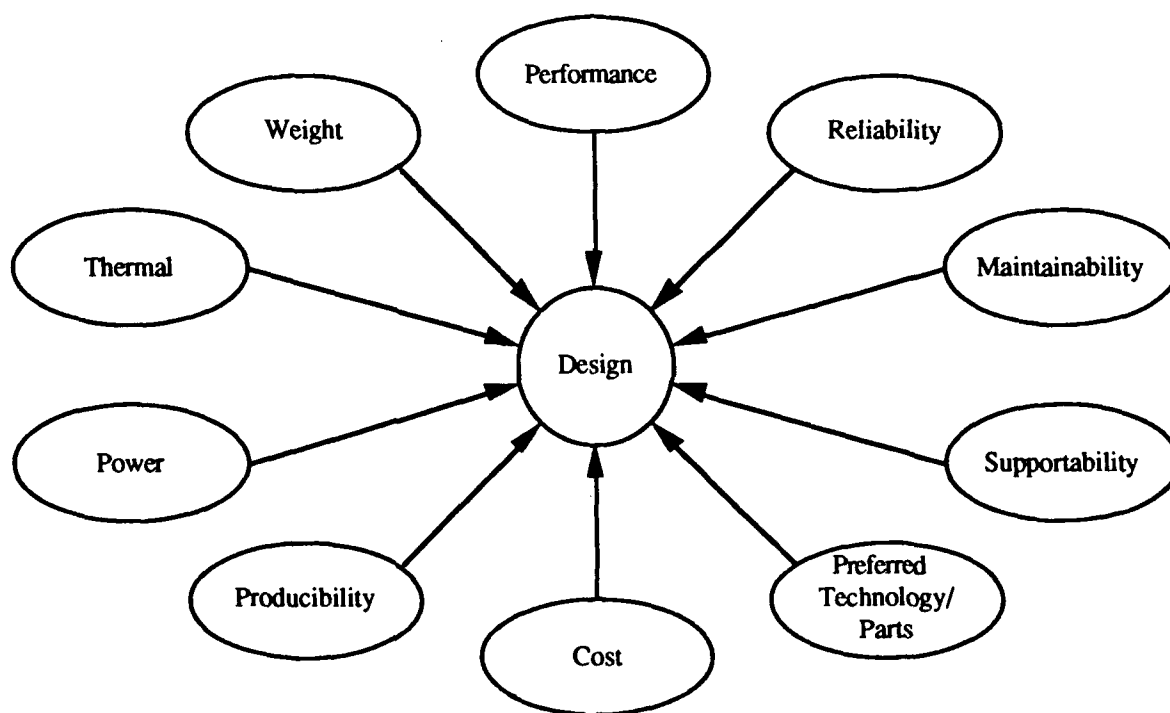 Performance
Weight
Reliability
Thermal
Maintainability
Design
Power
Supportability
Producibility
Preferred
Technology/
Parts
Cost